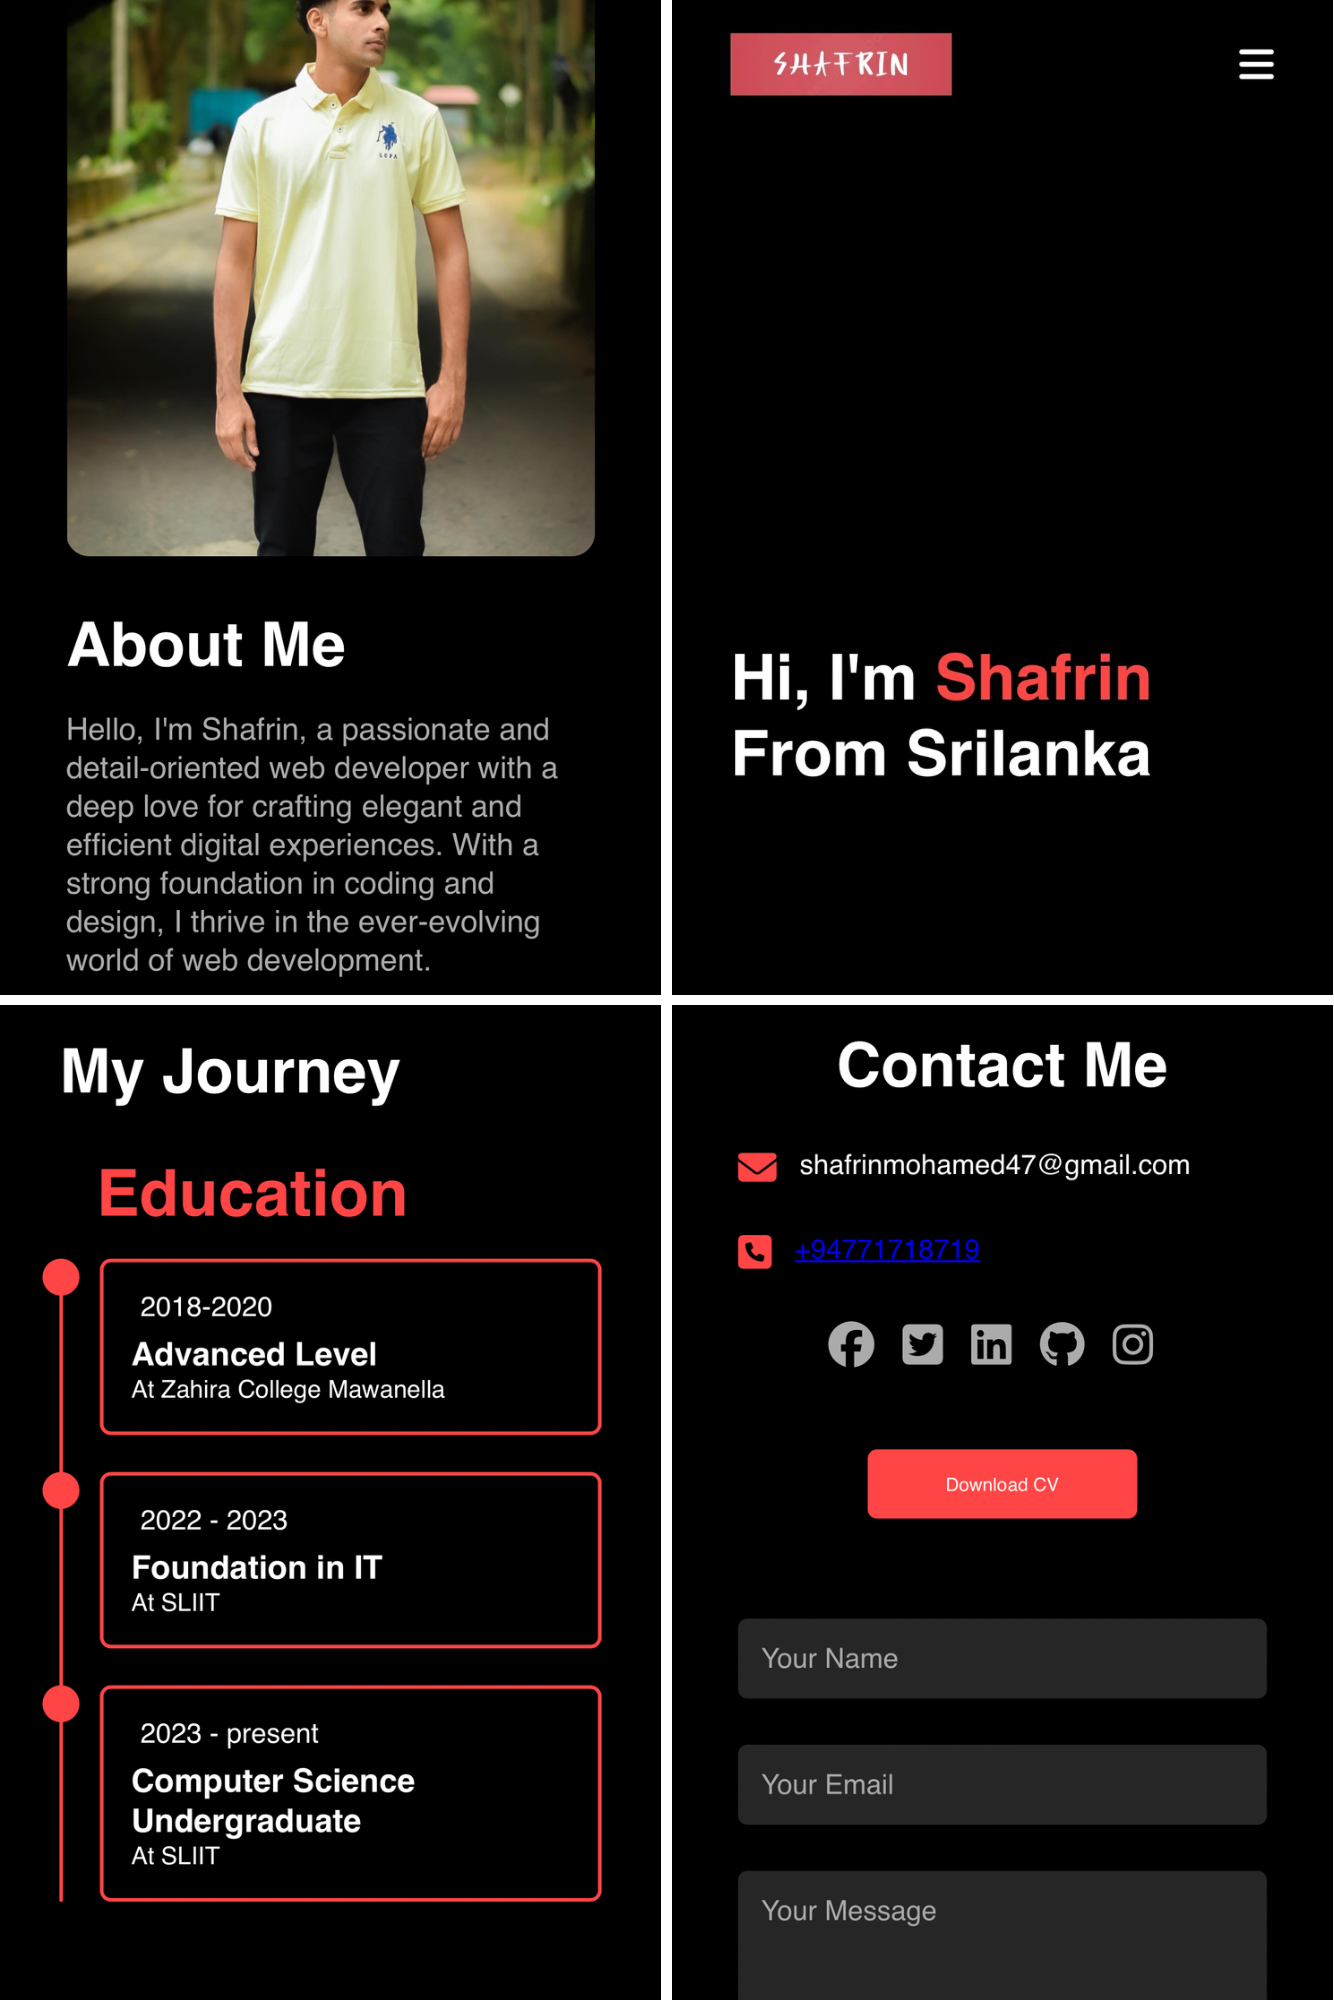 About Me
Hello, I'm Shafrin, a passionate and
detail-oriented web developer with a
deep love for crafting elegant and
efficient digital experiences. With a
strong foundation in coding and
design, I thrive in the ever-evolving
world of web development.
SHAFRIN
Hi, I'm Shafrin
From Srilanka
My Journey
Education
2018-2020
Advanced Level
At Zahira College Mawanella
2022 - 2023
Foundation in IT
At SLIIT
2023 - present
Computer Science
Undergraduate
At SLIIT
Contact Me
shafrinmohamed47@gmail.com
+94771718719
Download CV
Your Name
Your Email
Your Message